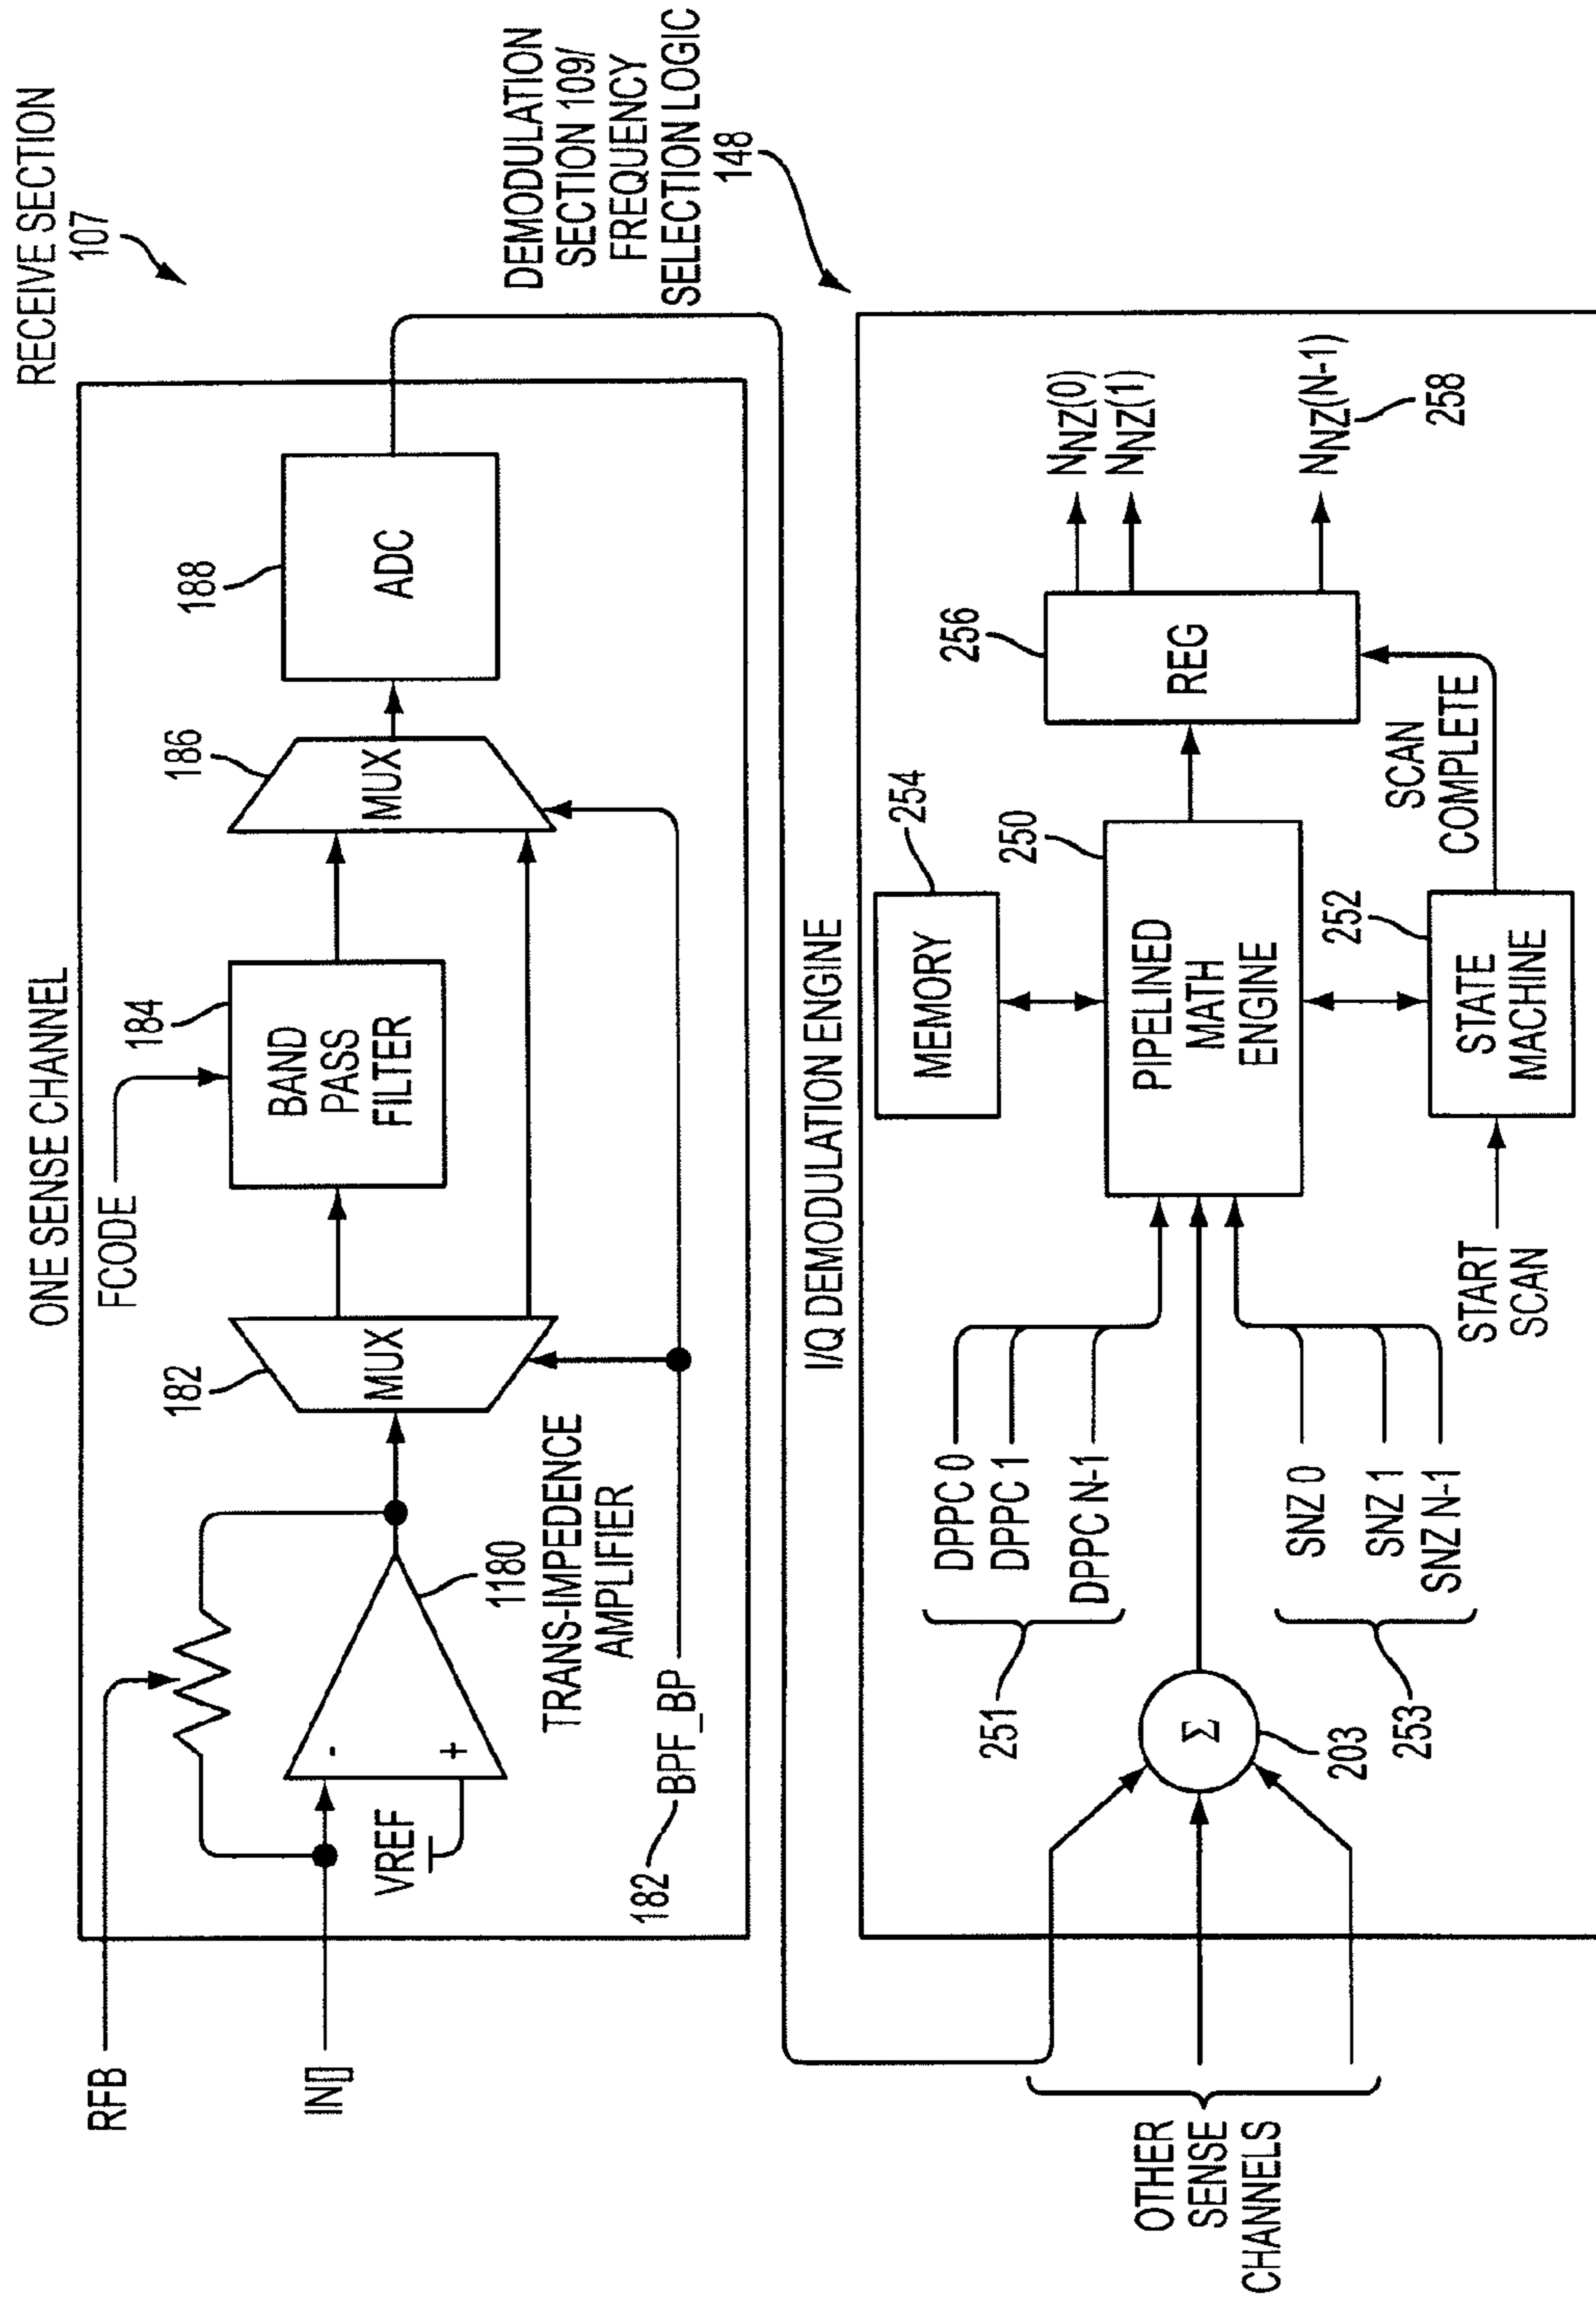 RECEIVE SECTION
107
ONE SENSE CHANNEL
RFB
FCODE
IN[]
VREF
-
+
1180
TRANS-IMPEDENCE
AMPLIFIER
182
MUX
184
BAND
PASS
FILTER
186
MUX
188
ADC
182
BPF_BP
DEMODULATION
SECTION 109/
FREQUENCY
SELECTION LOGIC
148
I/Q DEMODULATION ENGINE
OTHER
SENSE
CHANNELS
Σ
203
251
DPPC 0
DPPC 1
DPPC N-1
253
SNZ 0
SNZ 1
SNZ N-1
START
SCAN
MEMORY
254
PIPELINED
MATH
ENGINE
250
STATE
MACHINE
252
SCAN
COMPLETE
REG
256
NNZ(0)
NNZ(1)
NNZ(N-1)
258